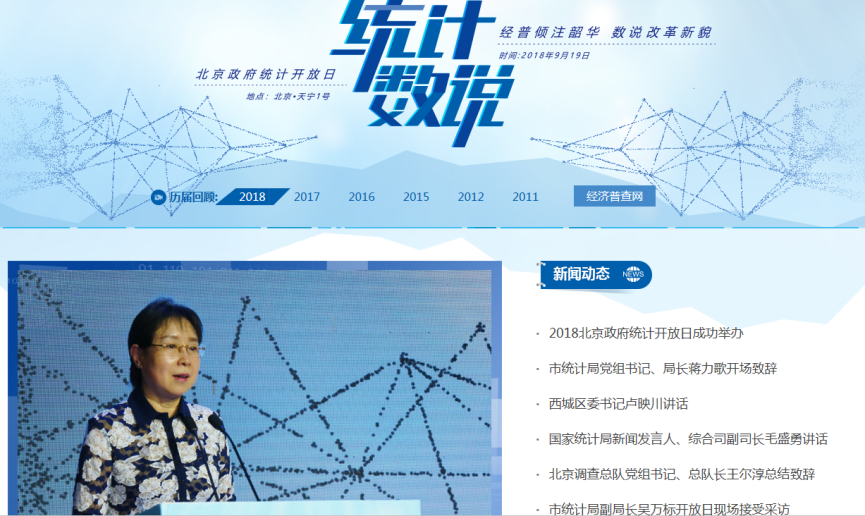 统计
数说
经普倾注韶华 数说改革新貌
时间:2018年9月19日
北京政府统计开放日
地点: 北京•天宁1号
历届回顾: 2018 2017 2016 2015 2012 2011 经济普查网
新闻动态 NEWS
· 2018北京政府统计开放日成功举办
· 市统计局党组书记、局长蒋力歌开场致辞
· 西城区委书记卢映川讲话
· 国家统计局新闻发言人、综合司副司长毛盛勇讲话
· 北京调查总队党组书记、总队长王尔淳总结致辞
· 市统计局副局长吴万标开放日现场接受采访